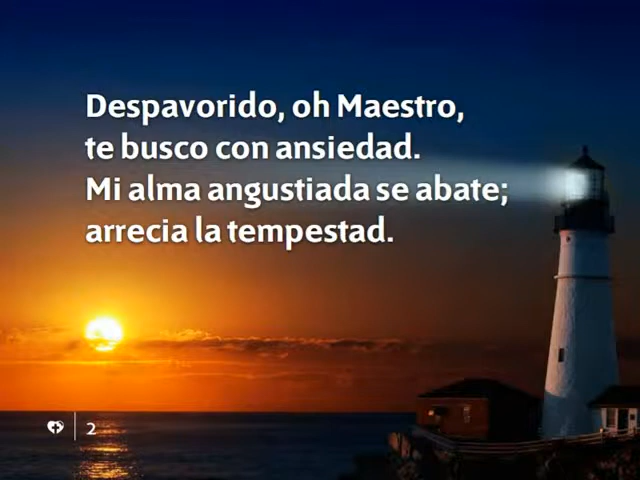 Despavorido, oh Maestro,
te busco con ansiedad.
Mi alma angustiada se abate;
arrecia la tempestad.
2